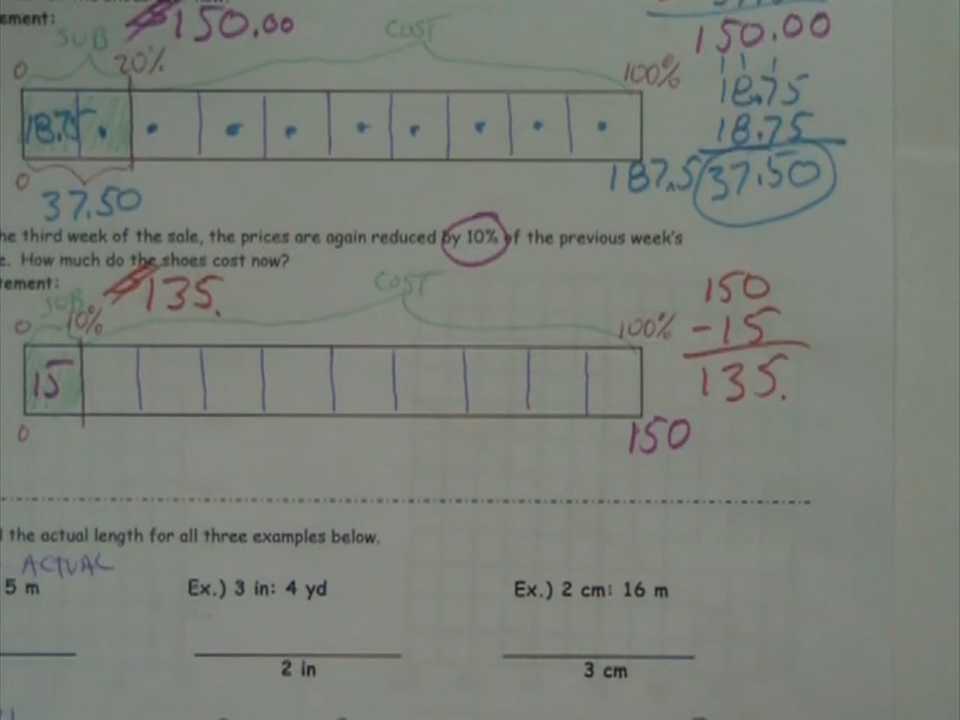 ement:
$150.00
150.00
SUB
COST
0
20%
100%
18.75
18.75
18.75
37.50
0
37.50
187.5
he third week of the sale, the prices are again reduced by 10% of the previous week's
e. How much do the shoes cost now?
tement:
$135.
SUB
COST
150
-15
135.
0
10%
100%
15
0
150
l the actual length for all three examples below.
ACTUAL
5 m
Ex.) 3 in: 4 yd
Ex.) 2 cm: 16 m
2 in
3 cm